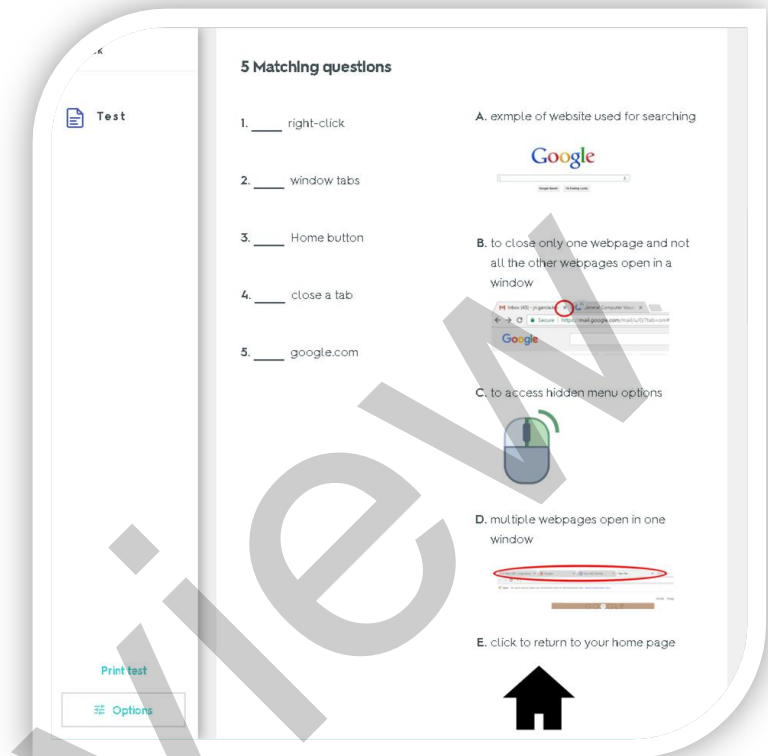 5 Matching questions
Test
1. ____ right-click
2. ____ window tabs
3. ____ Home button
4. ____ close a tab
5. ____ google.com
A. exmple of website used for searching
Google
B. to close only one webpage and not
all the other webpages open in a
window
Google
C. to access hidden menu options
D. multiple webpages open in one
window
E. click to return to your home page
Print test
Options
view